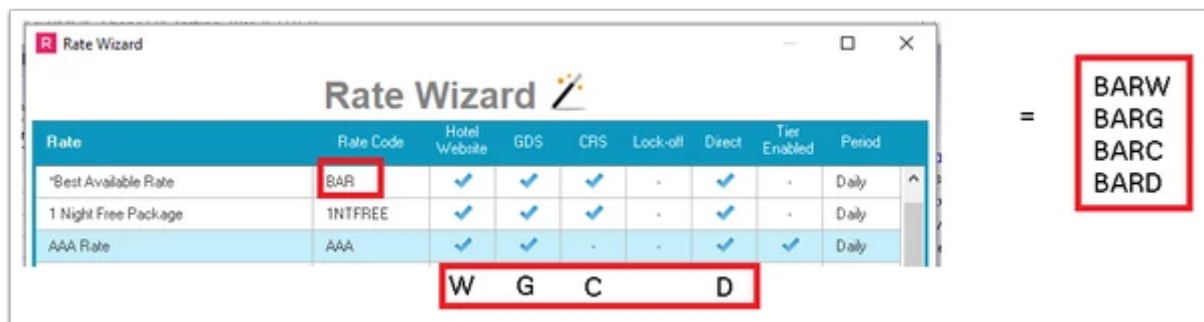 R Rate Wizard
Rate Wizard
Rate Rate Code Hotel Website GDS CRS Lock-off Direct Tier Enabled Period
*Best Available Rate BAR Daily
1 Night Free Package 1NTFREE Daily
AAA Rate AAA Daily
W G C D
=
BARW
BARG
BARC
BARD